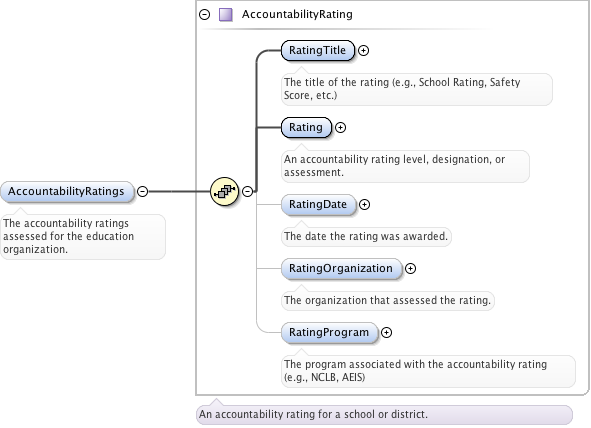 AccountabilityRating
RatingTitle
The title of the rating (e.g., School Rating, Safety
Score, etc.)
Rating
An accountability rating level, designation, or
assessment.
AccountabilityRatings
The accountability ratings
assessed for the education
organization.
RatingDate
The date the rating was awarded.
RatingOrganization
The organization that assessed the rating.
RatingProgram
The program associated with the accountability rating
(e.g., NCLB, AEIS)
An accountability rating for a school or district.